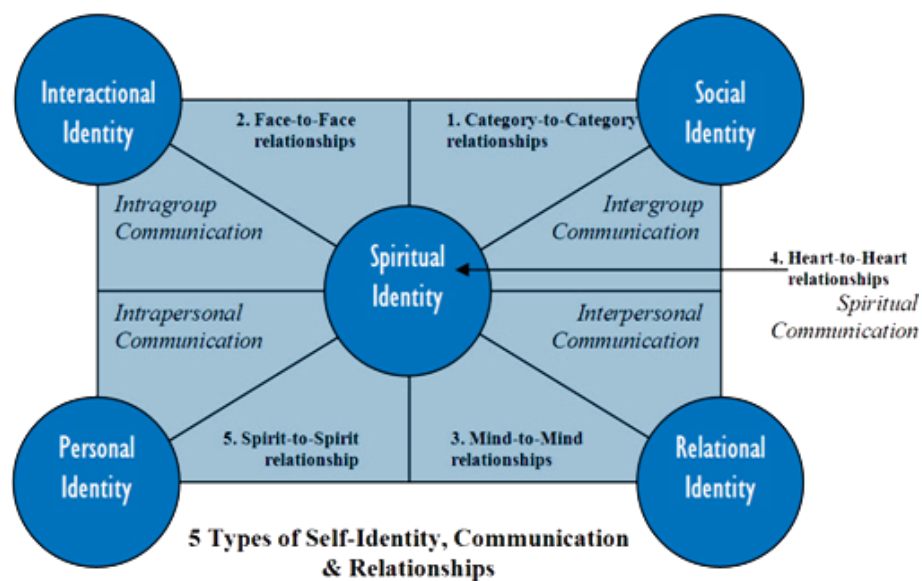 Interactional
Identity
2. Face-to-Face
relationships
1. Category-to-Category
relationships
Social
Identity
Intragroup
Communication
Intergroup
Communication
Spiritual
Identity
4. Heart-to-Heart
relationships
Spiritual
Communication
Intrapersonal
Communication
Interpersonal
Communication
Personal
Identity
5. Spirit-to-Spirit
relationship
3. Mind-to-Mind
relationships
Relational
Identity
5 Types of Self-Identity, Communication
& Relationships